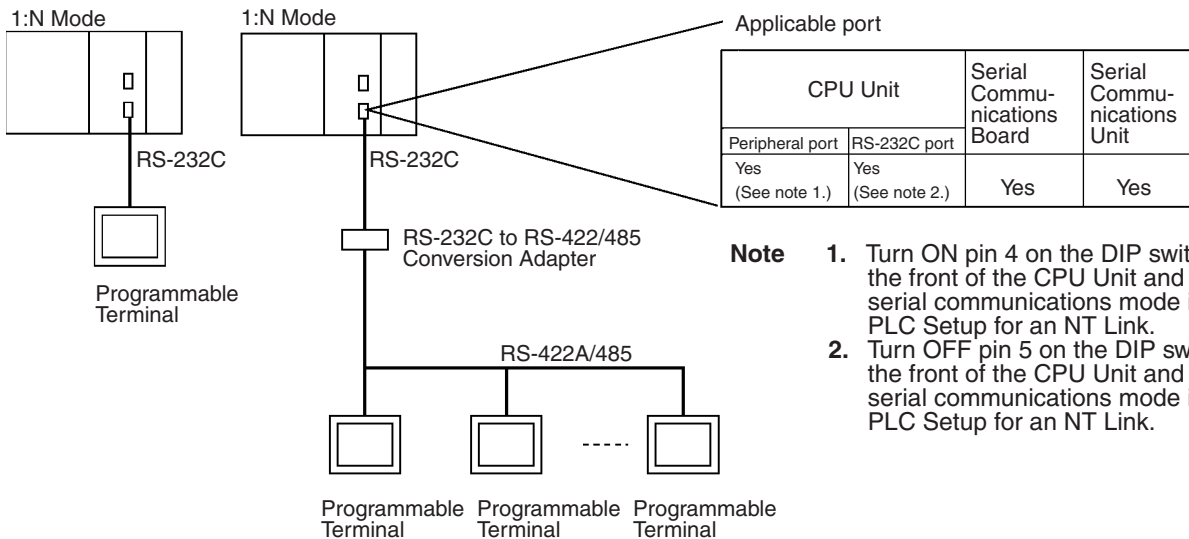 1:N Mode
1:N Mode
Applicable port
CPU Unit
Serial
Commu-
nications
Board
Serial
Commu-
nications
Unit
Peripheral port
RS-232C port
Yes
(See note 1.)
Yes
(See note 2.)
Yes
Yes
RS-232C
RS-232C
Programmable
Terminal
RS-232C to RS-422/485
Conversion Adapter
RS-422A/485
Programmable
Terminal
Programmable
Terminal
Programmable
Terminal
Note 1. Turn ON pin 4 on the DIP
the front of the CPU Unit and
serial communications mode
PLC Setup for an NT Link.
2. Turn OFF pin 5 on the DIP
the front of the CPU Unit and
serial communications mode
PLC Setup for an NT Link.